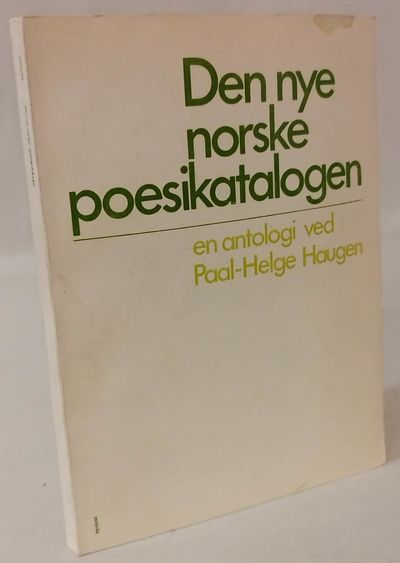 Den nye
norske
poesikatalogen
en antologi ved
Paal-Helge Haugen